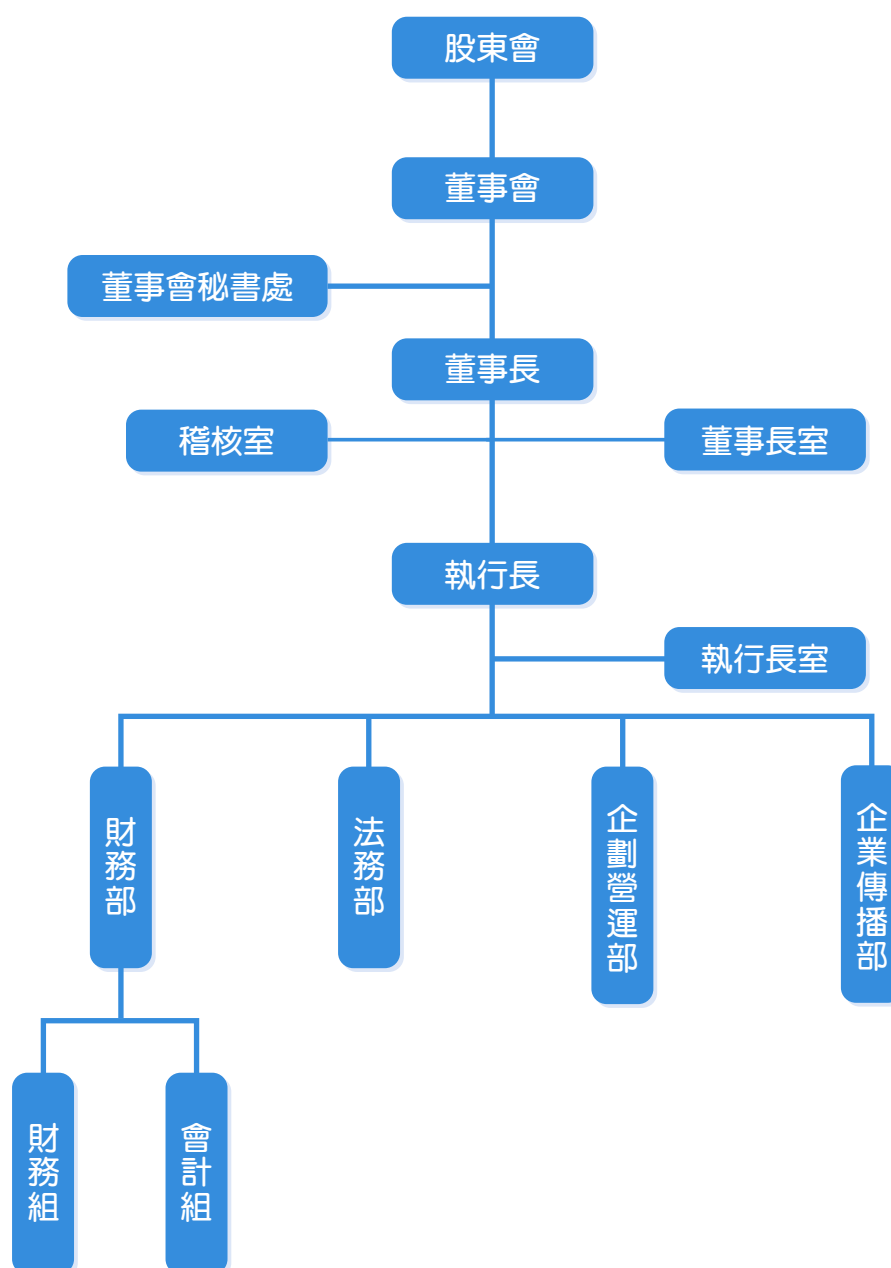 股東會
董事會
董事會秘書處
董事長
稽核室
董事長室
執行長
執行長室
財務部
法務部
企劃營運部
企業傳播部
財務組
會計組